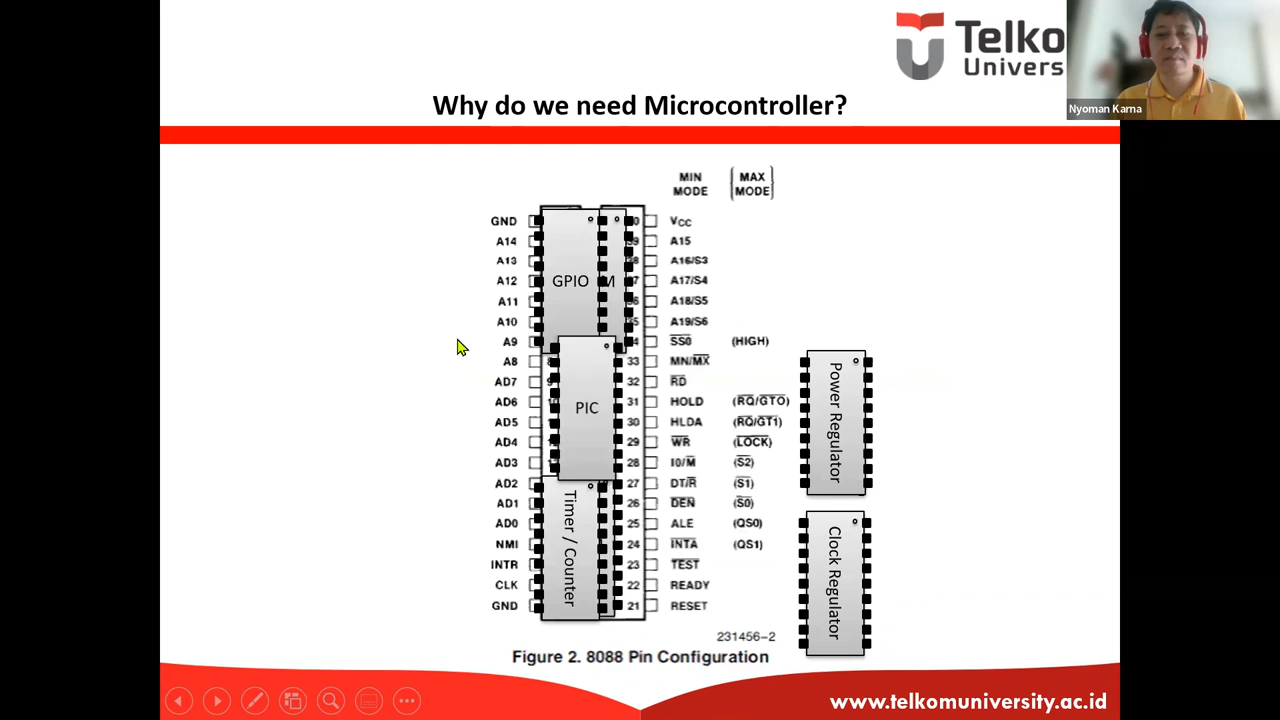 Telko
Univers
Nyoman Karna
Why do we need Microcontroller?
MIN MODE
MAX MODE
GND VCC
A14 A15
A13 A16/S3
A12 GPIO M A17/S4
A11 A18/S5
A10 A19/S6
A9 SS0 (HIGH)
A8 33 MN/MX
AD7 32 RD
AD6 PIC 31 HOLD (RQ/GTO)
AD5 30 HLDA (RQ/GT1)
AD4 29 WR (LOCK)
AD3 28 IO/M (S2)
AD2 27 DT/R (S1)
AD1 26 DEN (S0)
AD0 25 ALE (QS0)
NMI 24 INTA (QS1)
INTR 23 TEST
CLK 22 READY
GND 21 RESET
Timer / Counter
Power Regulator
Clock Regulator
231456-2
Figure 2. 8088 Pin Configuration
www.telkomuniversity.ac.id